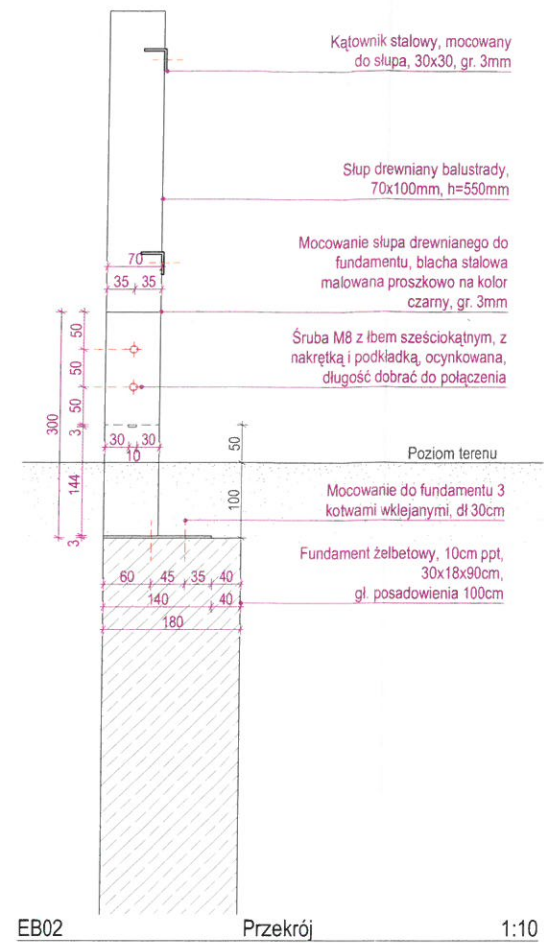 Kątownik stalowy, mocowany
do słupa, 30x30, gr. 3mm
Słup drewniany balustrady,
70x100mm, h=550mm
Mocowanie słupa drewnianego do
fundamentu, blacha stalowa
malowana proszkowo na kolor
czarny, gr. 3mm
70
35 35
Śruba M8 z łbem sześciokątnym, z
nakrętką i podkładką, ocynkowana,
długość dobrać do połączenia
50
50
50
300
3
30 30
10
50
Poziom terenu
144
100
3
Mocowanie do fundamentu 3
kotwami wklejanymi, dł 30cm
Fundament żelbetowy, 10cm ppt,
30x18x90cm,
gł. posadowienia 100cm
60 45 35 40
140 40
180
EB02 Przekrój 1:10